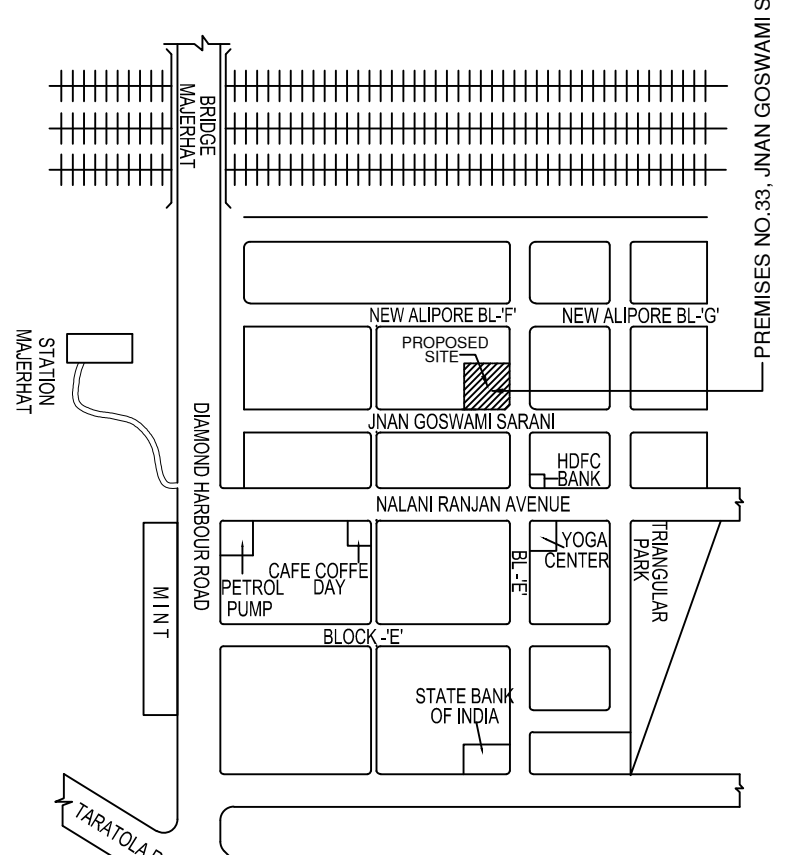 BRIDGE
MAJERHAT
PREMISES NO.33, JNAN GOSWAMI S
NEW ALIPORE BL-'F'
NEW ALIPORE BL-'G'
PROPOSED
SITE
STATION
MAJERHAT
JNAN GOSWAMI SARANI
DIAMOND HARBOUR ROAD
HDFC
BANK
NALANI RANJAN AVENUE
YOGA
CENTER
TRIANGULAR
PARK
BL-'E'
CAFE COFFE
DAY
PETROL
PUMP
MINT
BLOCK-'E'
STATE BANK
OF INDIA
TARATOLA